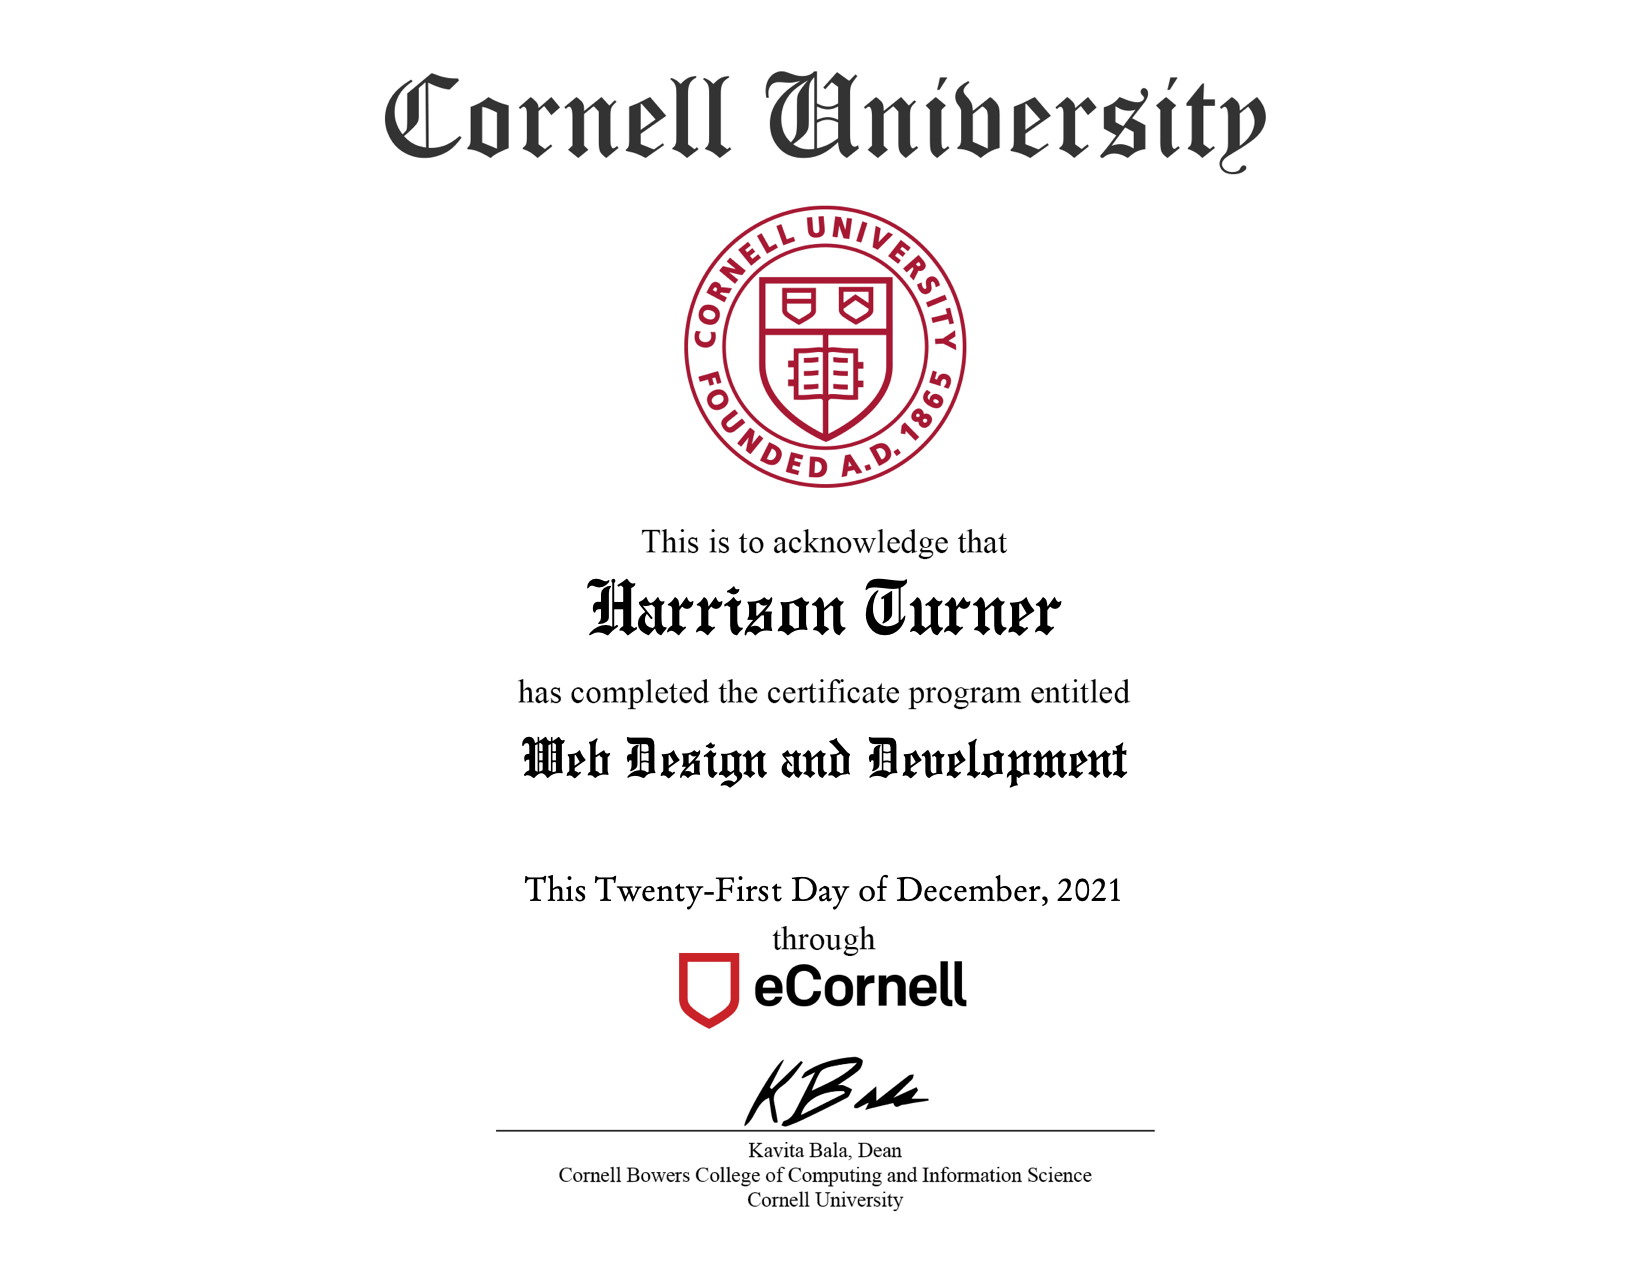 Cornell University
CORNELL UNIVERSITY
FOUNDED A.D. 1865
This is to acknowledge that
Harrison Turner
has completed the certificate program entitled
Web Design and Development
This Twenty-First Day of December, 2021
through
eCornell
K Bala
Kavita Bala, Dean
Cornell Bowers College of Computing and Information Science
Cornell University